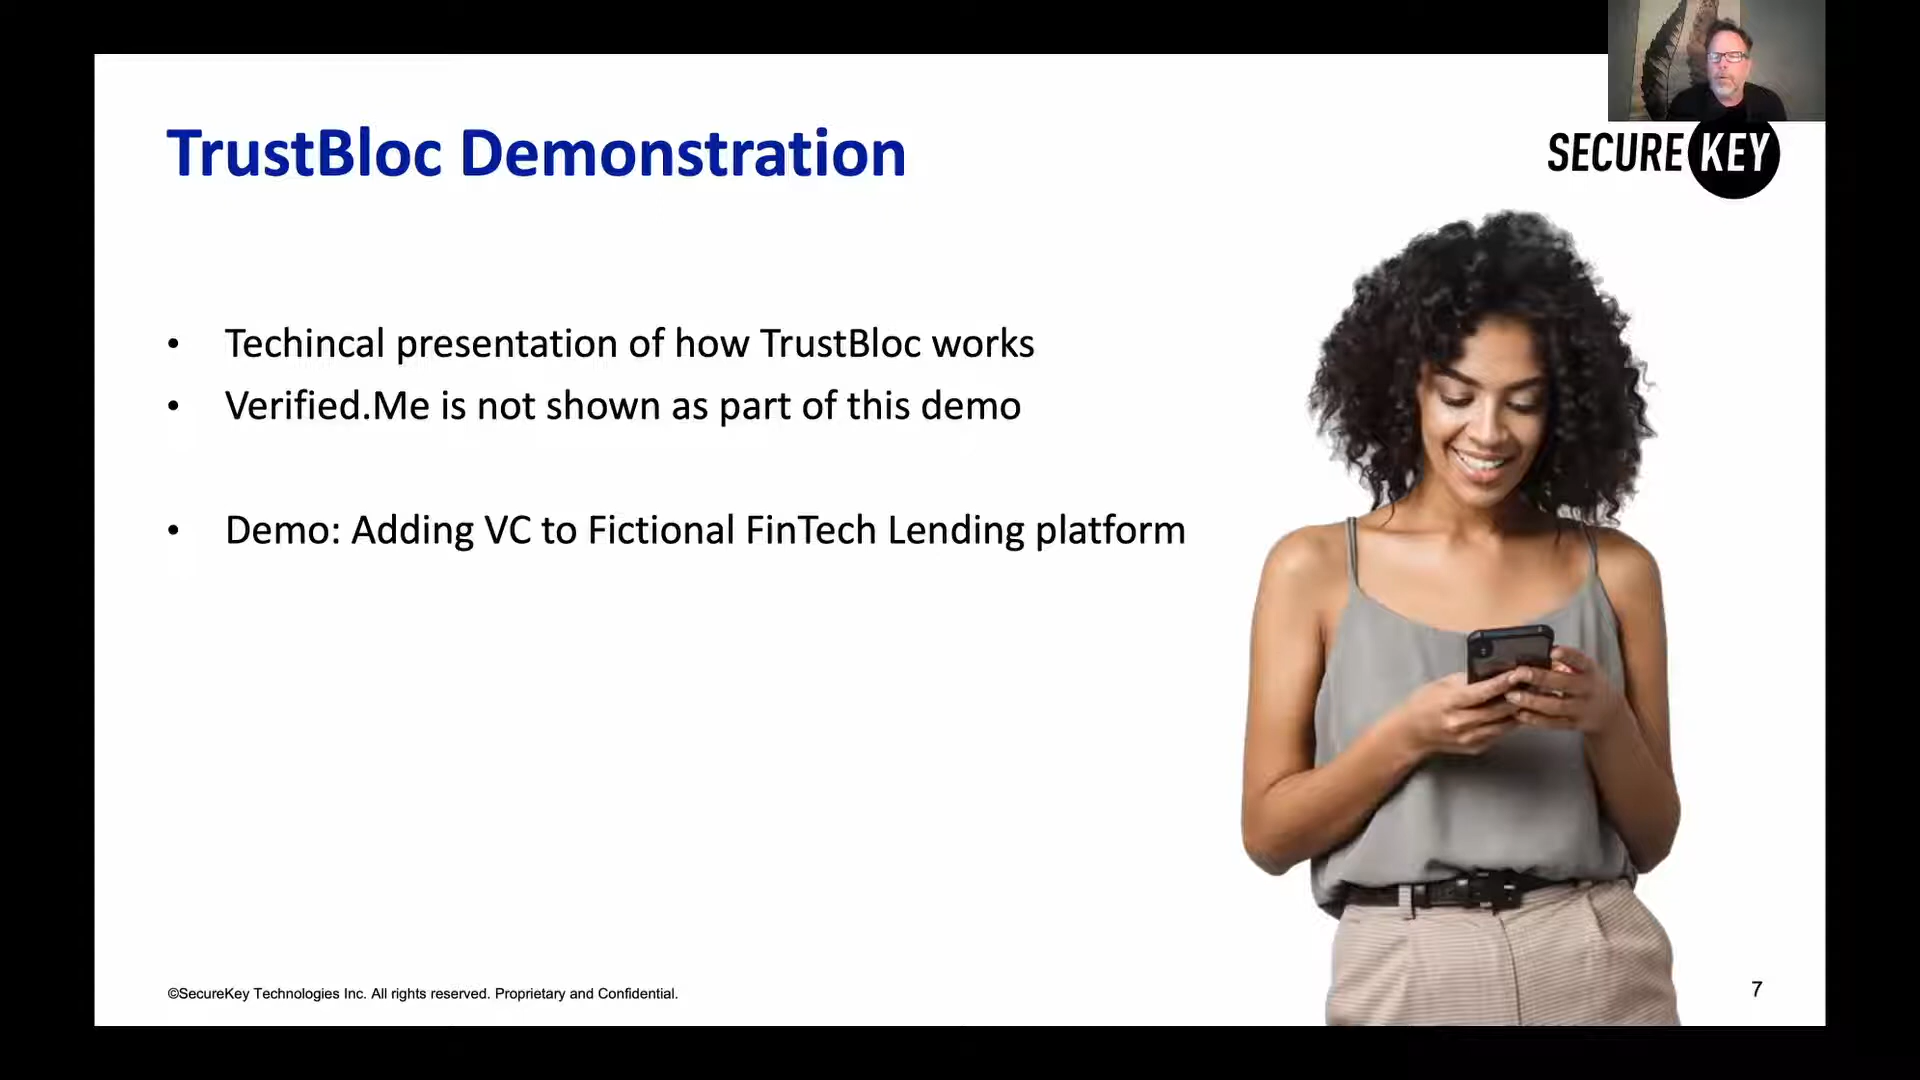 TrustBloc Demonstration
SECURE KEY
• Techincal presentation of how TrustBloc works
• Verified.Me is not shown as part of this demo
• Demo: Adding VC to Fictional FinTech Lending platform
©SecureKey Technologies Inc. All rights reserved. Proprietary and Confidential.
7